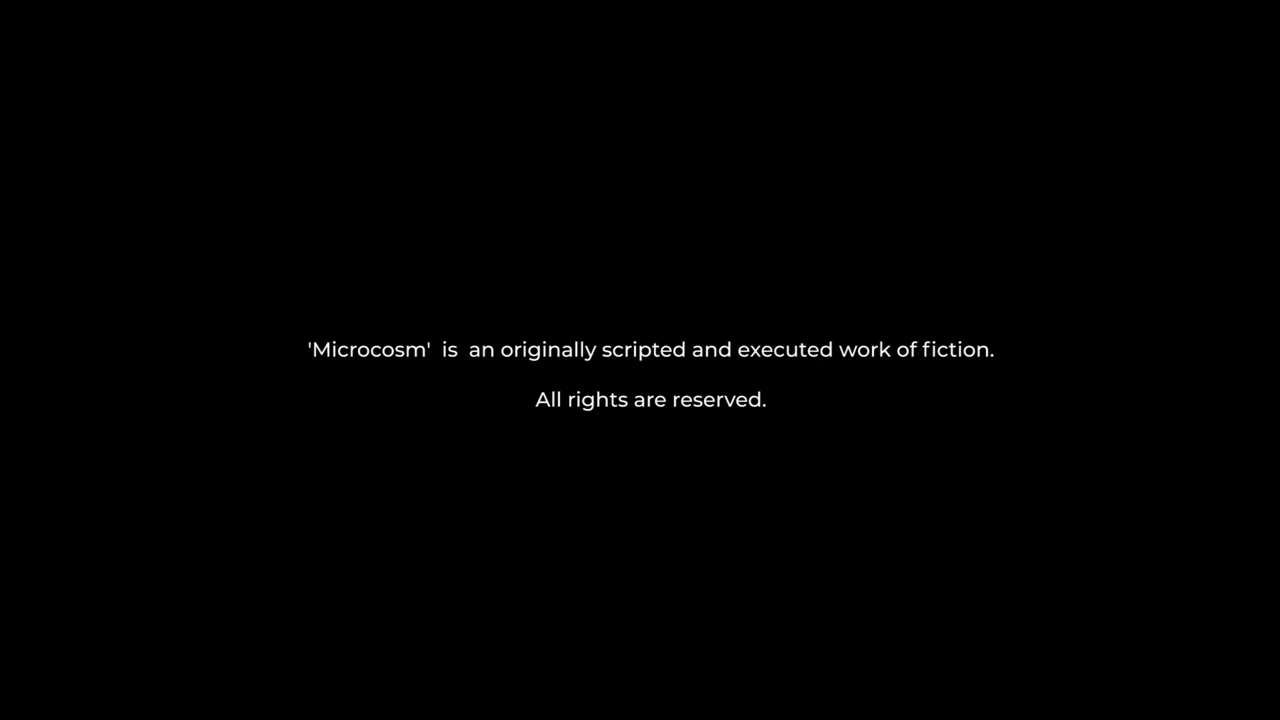 'Microcosm'  is  an originally scripted and executed work of fiction.
All rights are reserved.